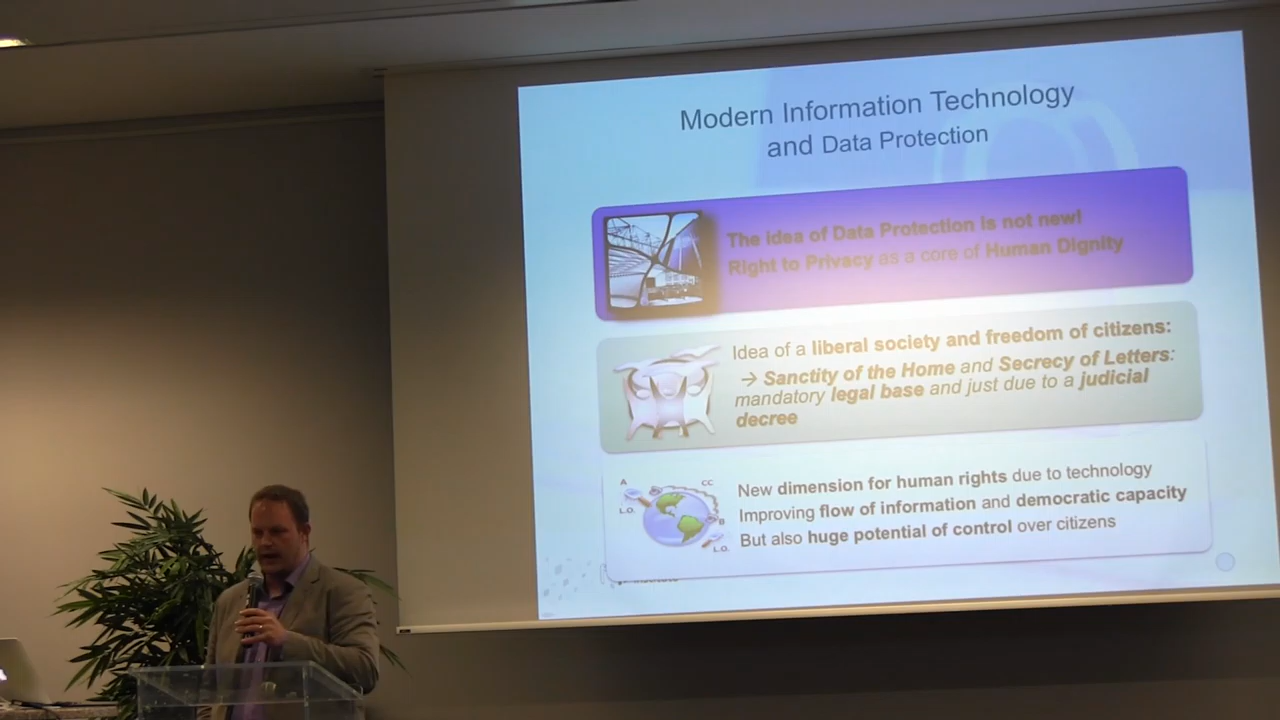 Modern Information Technology
and Data Protection
The idea of Data Protection is not new!
Right to Privacy as a core of Human Dignity
Idea of a liberal society and freedom of citizens:
→ Sanctity of the Home and Secrecy of Letters:
mandatory legal base and just due to a judicial
decree
A
CC
L.O.
B
L.O.
New dimension for human rights due to technology
Improving flow of information and democratic capacity
But also huge potential of control over citizens